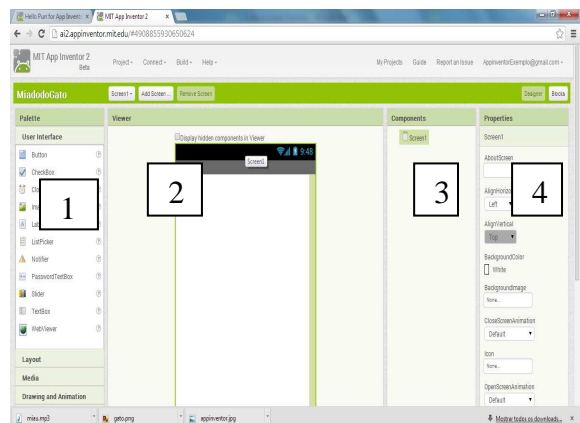 Hello Purr for App Invento x
MIT App Inventor 2 x
ai2.appinventor.mit.edu/#4908855930650624
MIT App Inventor 2
Beta
Project Connect Build Help
My Projects Guide Report an Issue AppinventorExemplo@gmail.com
MiadodoGato
Screen1 Add Screen ... Remove Screen
Designer Blocks
Palette
User Interface
Button
CheckBox
Clo
Im
Lab
ListPicker
Notifier
PasswordTextBox
Slider
TextBox
WebViewer
Layout
Media
Drawing and Animation
1
Viewer
Display hidden components in Viewer
9:48
Screen1
2
Components
Screen1
3
Properties
Screen1
AboutScreen
AlignHorizo
Left
AlignVertical
Top
BackgroundColor
White
BackgroundImage
None...
CloseScreenAnimation
Default
Icon
None...
OpenScreenAnimation
Default
4
miau.mp3
gato.png
appinventor.jpg
Mostrar todos os downloads...